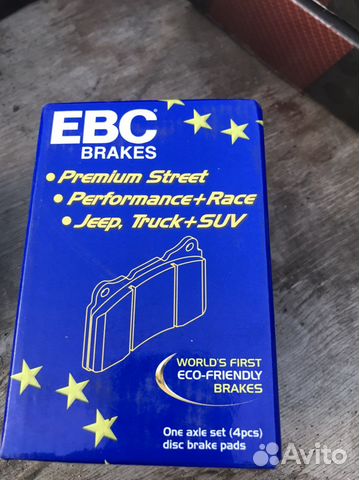 EBC
BRAKES
• Premium Street
• Performance+Race
• Jeep, Truck+SUV
WORLD'S FIRST
ECO-FRIENDLY
BRAKES
One axle set (4pcs)
disc brake pads
Avito